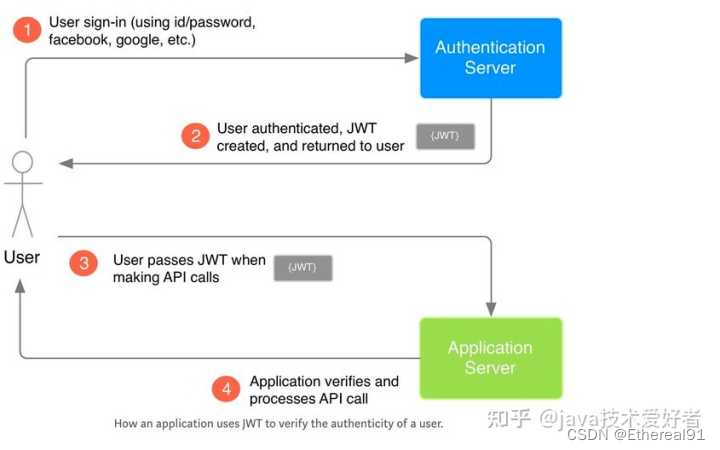 1
User sign-in (using id/password,
facebook, google, etc.)
Authentication
Server
2
User authenticated, JWT
created, and returned to user
{JWT}
User
3
User passes JWT when
making API calls
{JWT}
Application
Server
4
Application verifies and
processes API call
How an application uses JWT to verify the authenticity of a user.
知乎 @java技术爱好者
CSDN @Ethereal91